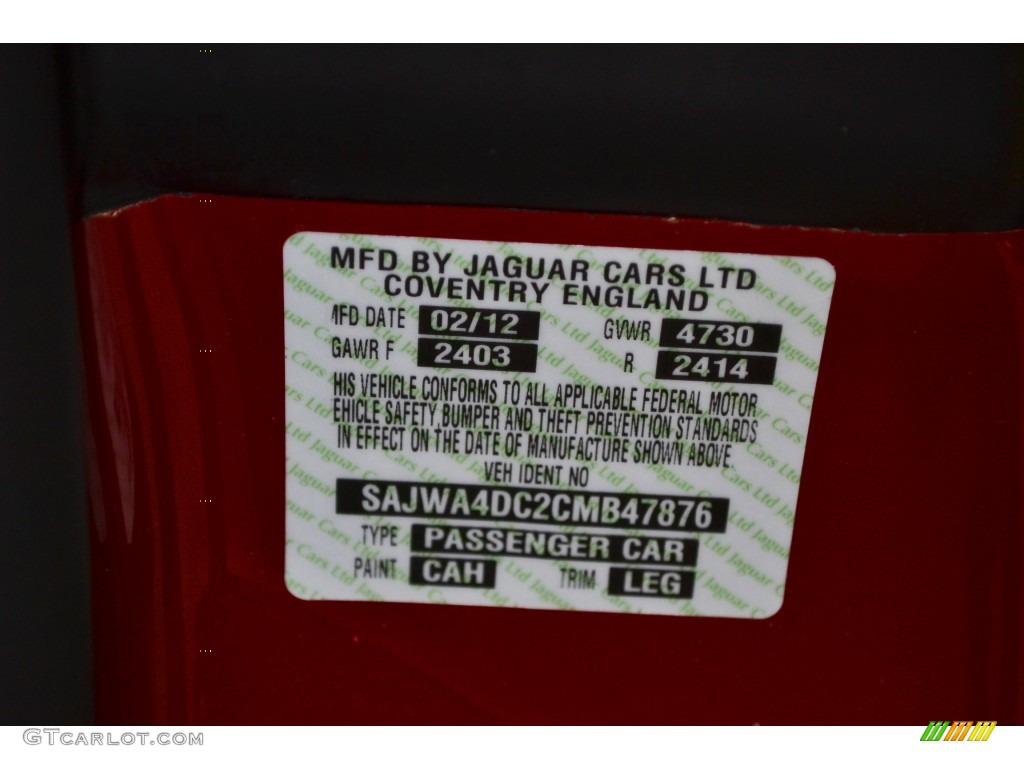 MFD BY JAGUAR CARS LTD
COVENTRY ENGLAND
MFD DATE 02/12 GVWR 4730
GAWR F 2403 R 2414
HIS VEHICLE CONFORMS TO ALL APPLICABLE FEDERAL MOTOR
EHICLE SAFETY, BUMPER AND THEFT PREVENTION STANDARDS
IN EFFECT ON THE DATE OF MANUFACTURE SHOWN ABOVE.
VEH IDENT NO
SAJWA4DC2CMB47876
TYPE PASSENGER CAR
PAINT CAH TRIM LEG
GTCARLOT.COM